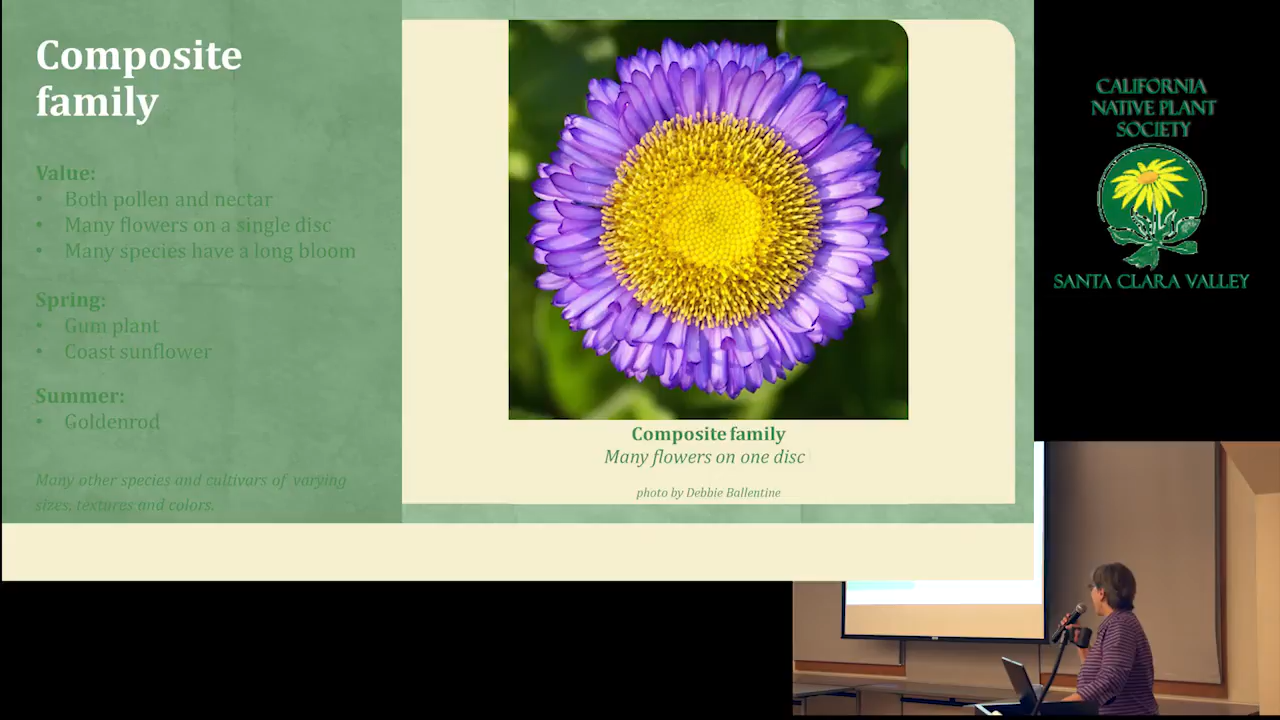 Composite
family
Value:
• Both pollen and nectar
• Many flowers on a single disc
• Many species have a long bloom
Spring:
• Gum plant
• Coast sunflower
Summer:
• Goldenrod
Many other species and cultivars of varying
sizes, textures and colors.
Composite family
Many flowers on one disc
photo by Debbie Ballentine
CALIFORNIA
NATIVE PLANT
SOCIETY
SANTA CLARA VALLEY